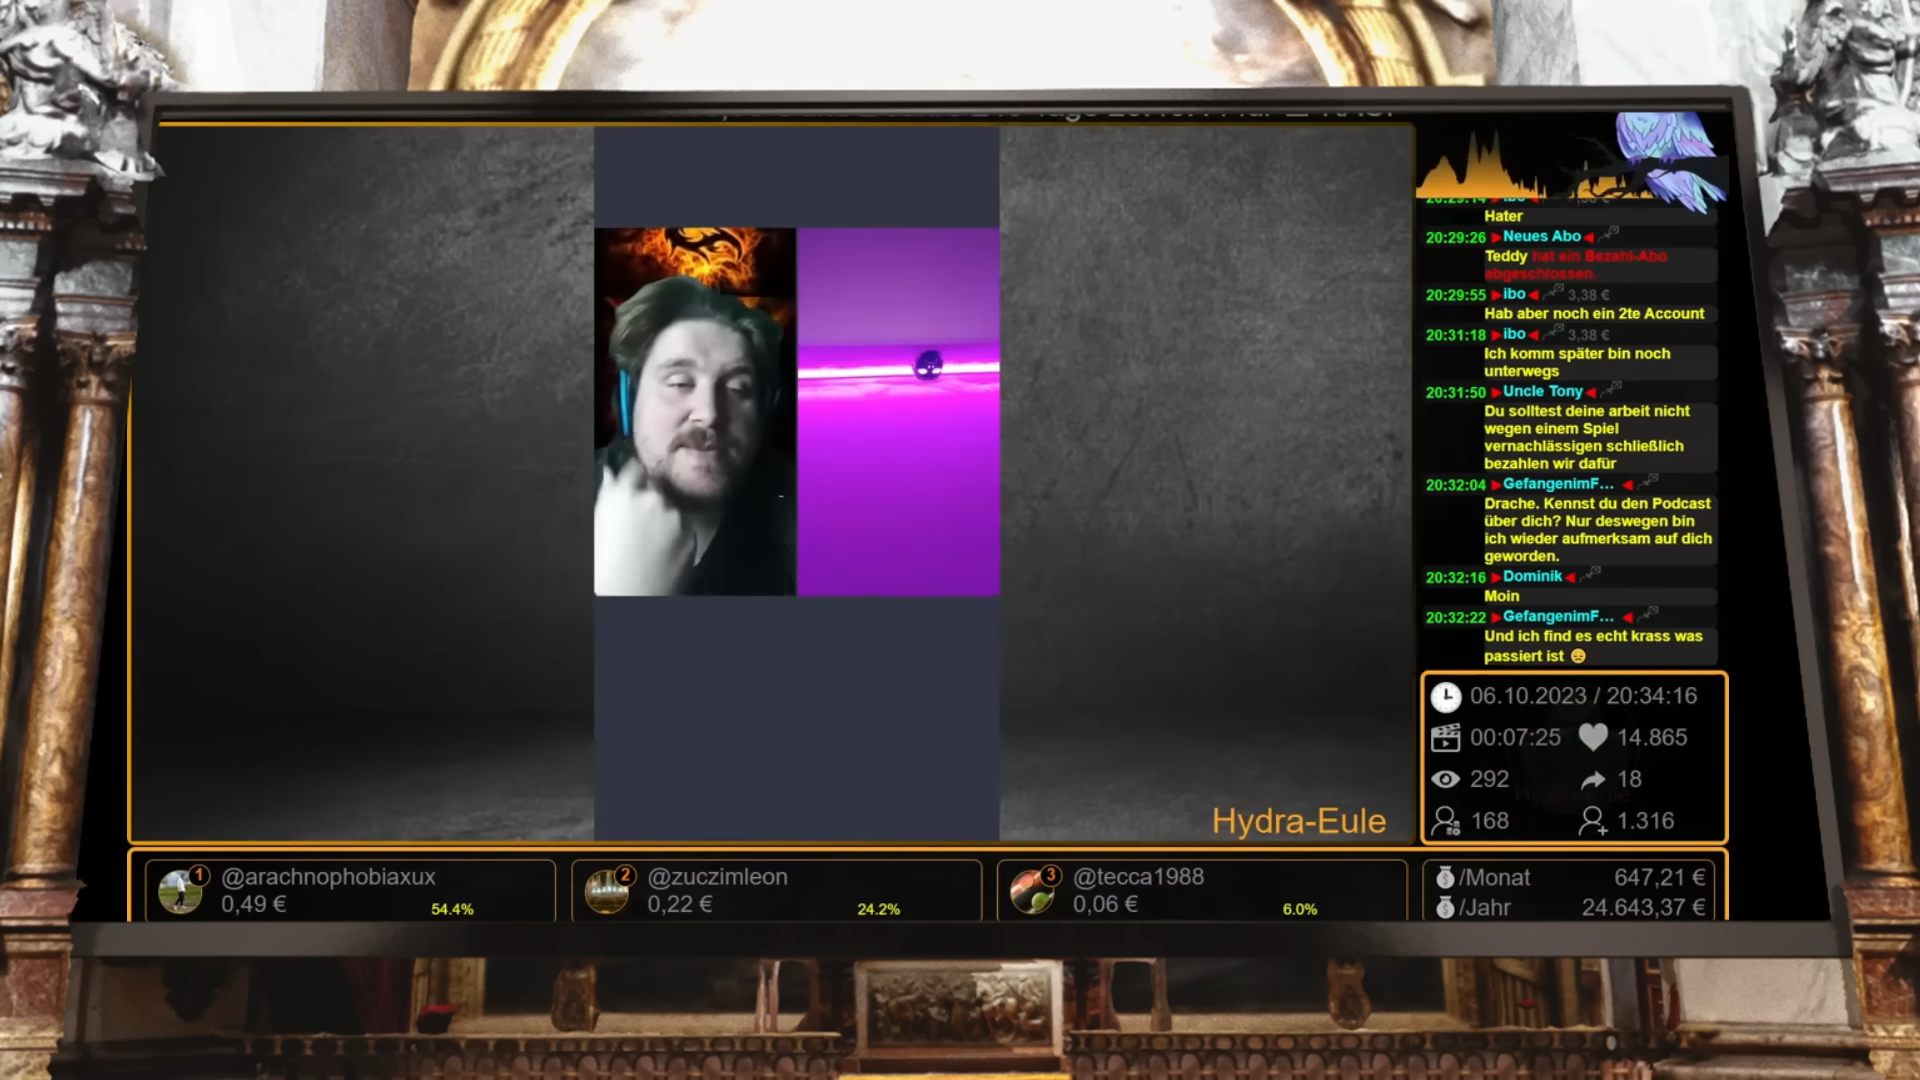 20:29:14 ibo 3,38 €
Hater
20:29:26 Neues Abo
Teddy hat ein Bezahl-Abo
abgeschlossen.
20:29:55 ibo 3,38 €
Hab aber noch ein 2te Account
20:31:18 ibo 3,38 €
Ich komm später bin noch
unterwegs
20:31:50 Uncle Tony
Du solltest deine arbeit nicht
wegen einem Spiel
vernachlässigen schließlich
bezahlen wir dafür
20:32:04 GefangenimF...
Drache. Kennst du den Podcast
über dich? Nur deswegen bin
ich wieder aufmerksam auf dich
geworden.
20:32:16 Dominik
Moin
20:32:22 GefangenimF...
Und ich find es echt krass was
passiert ist 😞
06.10.2023 / 20:34:16
00:07:25 14.865
292 18
168 1.316
Hydra-Eule
1 @arachnophobiaxux
0,49 € 54.4%
2 @zuczimleon
0,22 € 24.2%
3 @tecca1988
0,06 € 6.0%
/Monat 647,21 €
/Jahr 24.643,37 €